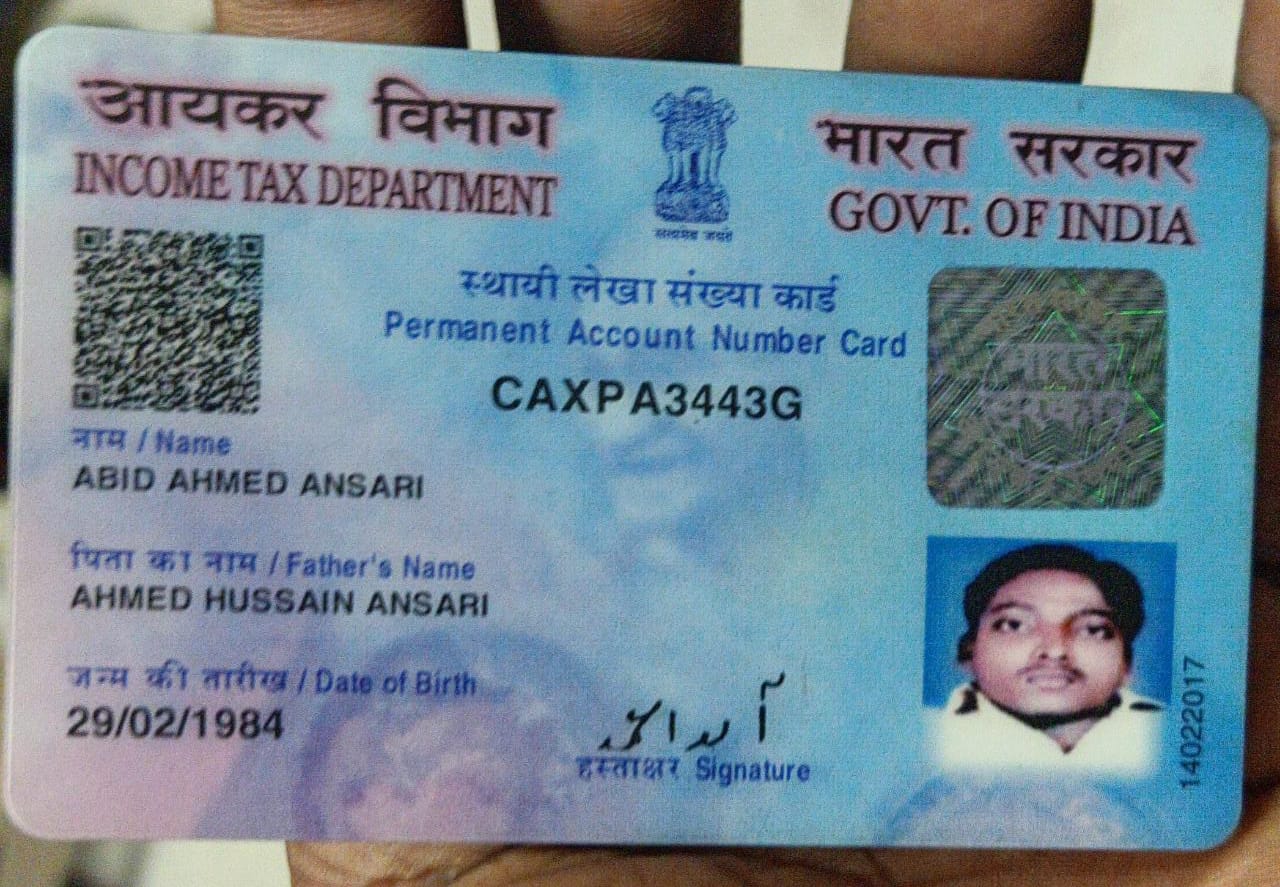 आयकर विभाग
INCOME TAX DEPARTMENT
सत्यमेव जयते
भारत सरकार
GOVT. OF INDIA
स्थायी लेखा संख्या कार्ड
Permanent Account Number Card
CAXPA3443G
भारत
सरकार
नाम / Name
ABID AHMED ANSARI
पिता का नाम / Father's Name
AHMED HUSSAIN ANSARI
जन्म की तारीख / Date of Birth
29/02/1984
हस्ताक्षर Signature
14022017